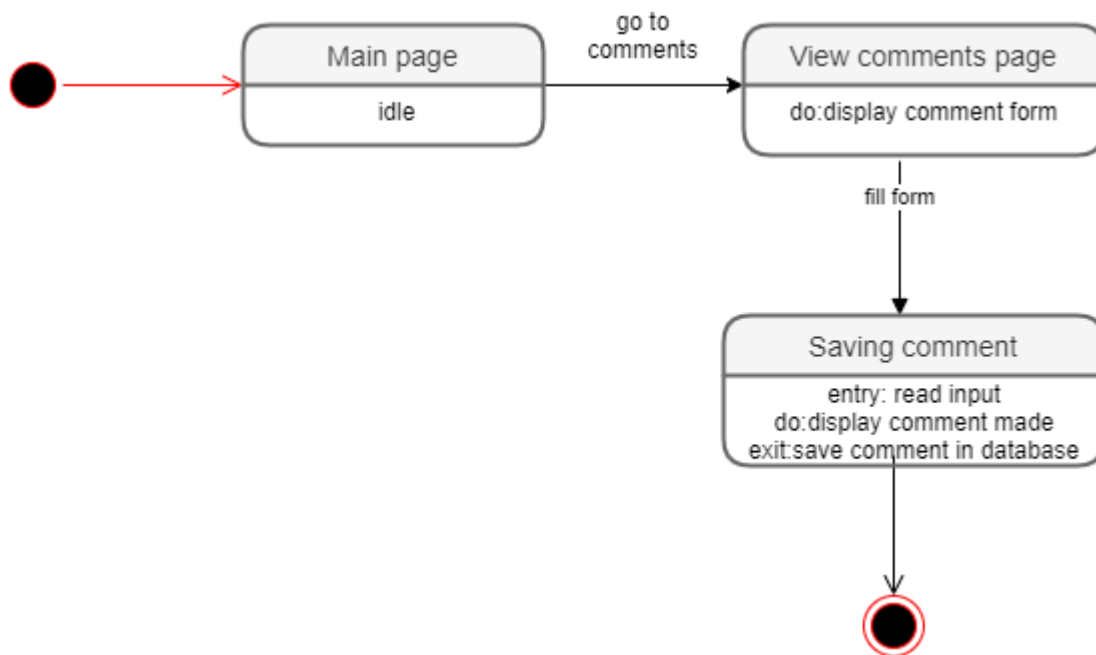 Main page
idle
go to
comments
View comments page
do:display comment form
fill form
Saving comment
entry: read input
do:display comment made
exit:save comment in database